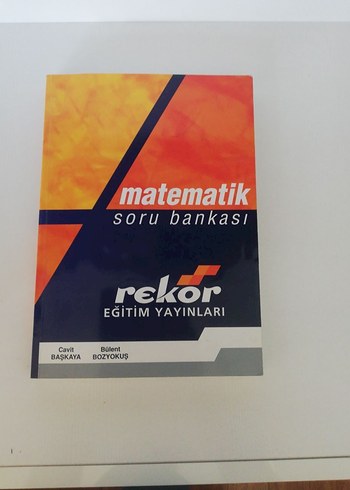 matematik
soru bankası
rekor
EĞİTİM YAYINLARI
Cavit Bülent
BAŞKAYA BOZYOKUŞ